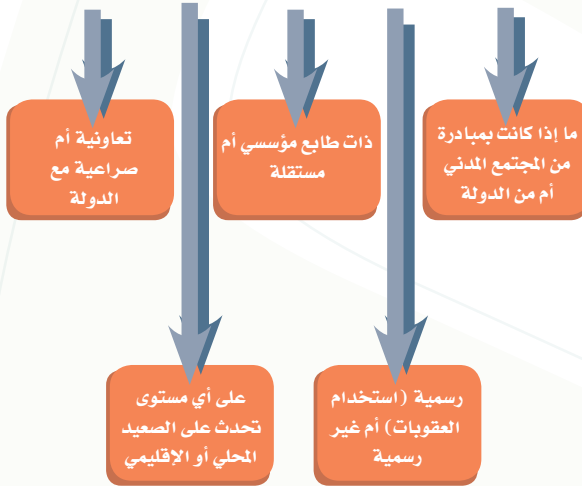 ما إذا كانت بمبادرة
من المجتمع المدني
أم من الدولة
ذات طابع مؤسسي أم
مستقلة
تعاونية أم
صراعية مع
الدولة
رسمية (استخدام
العقوبات) أم غير
رسمية
على أي مستوى
تحدث على الصعيد
المحلي أو الإقليمي